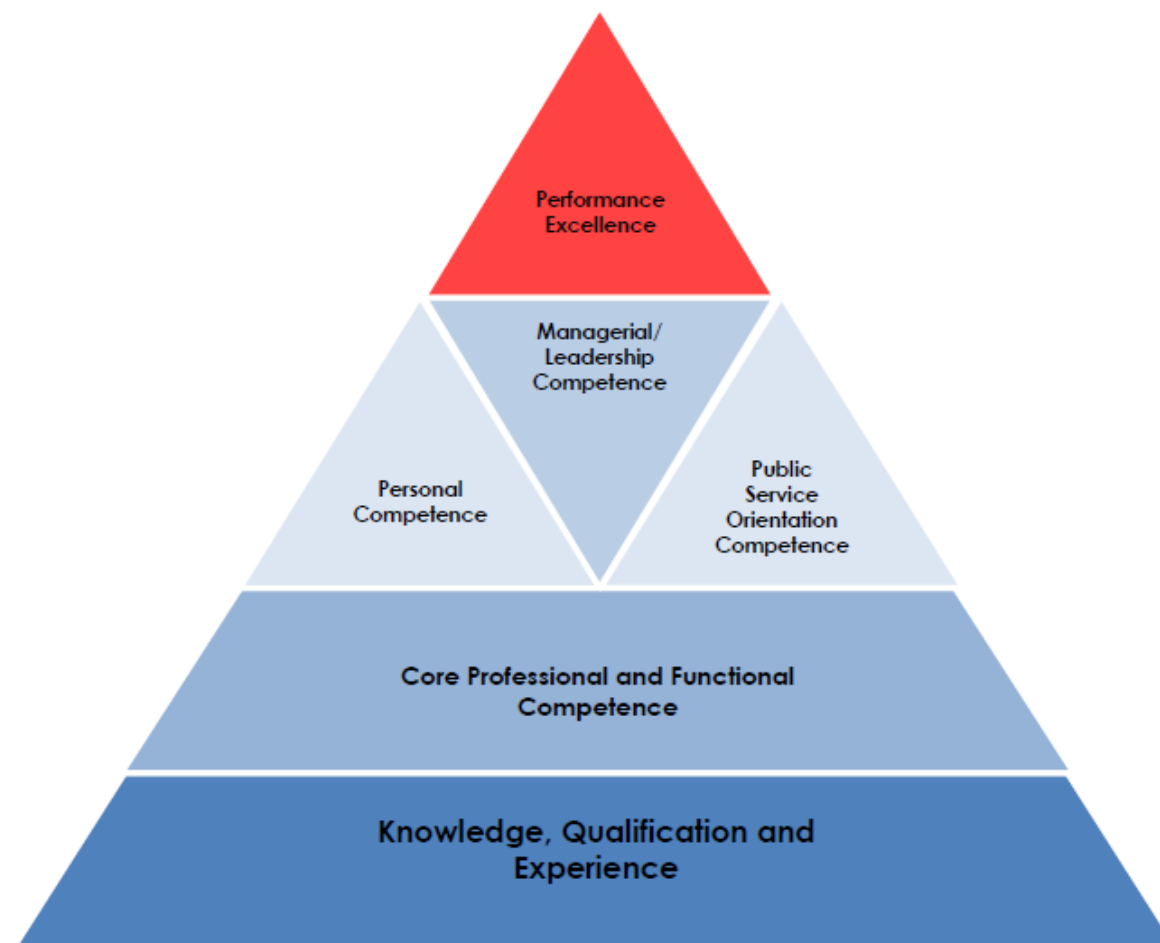 Performance
Excellence
Managerial/
Leadership
Competence
Personal
Competence
Public
Service
Orientation
Competence
Core Professional and Functional
Competence
Knowledge, Qualification and
Experience